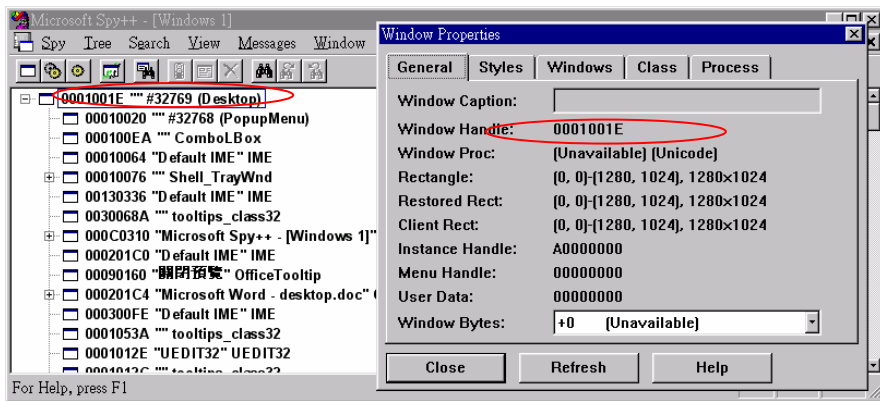 Microsoft Spy++ - [Windows 1]
Spy Tree Search View Messages Window
0001001E "" #32769 (Desktop)
00010020 "" #32768 (PopupMenu)
000100EA "" ComboLBox
00010064 "Default IME" IME
00010076 "" Shell_TrayWnd
00130336 "Default IME" IME
0030068A "" tooltips_class32
000C0310 "Microsoft Spy++ - [Windows 1]"
000201C0 "Default IME" IME
00090160 "關閉預覽" OfficeTooltip
000201C4 "Microsoft Word - desktop.doc"
000300FE "Default IME" IME
0001053A "" tooltips_class32
0001012E "UEDIT32" UEDIT32
For Help, press F1
Window Properties
General Styles Windows Class Process
Window Caption:
Window Handle: 0001001E
Window Proc: (Unavailable) (Unicode)
Rectangle: (0, 0)-(1280, 1024), 1280x1024
Restored Rect: (0, 0)-(1280, 1024), 1280x1024
Client Rect: (0, 0)-(1280, 1024), 1280x1024
Instance Handle: A0000000
Menu Handle: 00000000
User Data: 00000000
Window Bytes: +0 (Unavailable)
Close Refresh Help